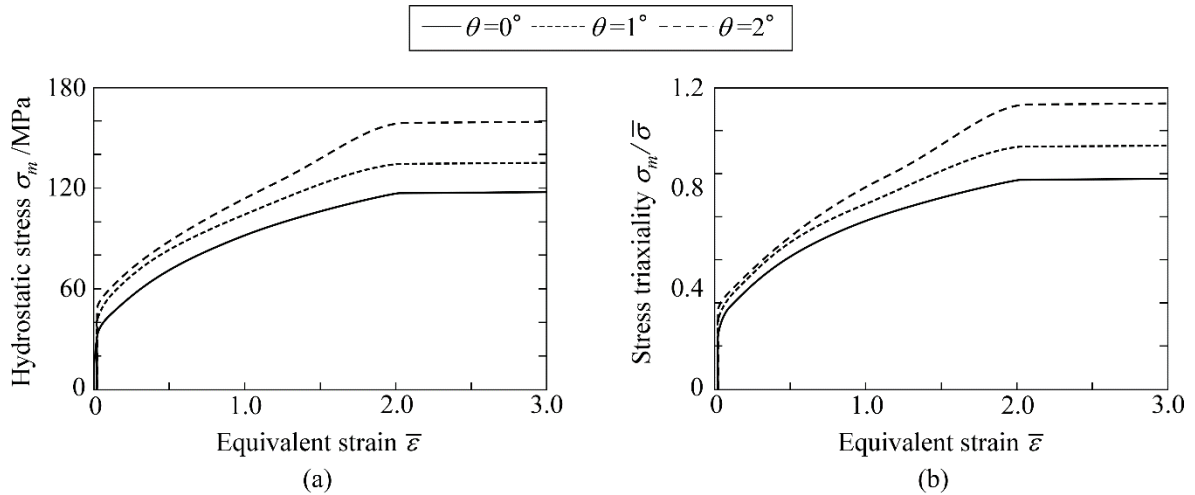 θ=0° θ=1° θ=2°
Hydrostatic stress σₘ /MPa
180
120
60
0
0 1.0 2.0 3.0
Equivalent strain ε̅
(a)
Stress triaxiality σₘ/σ̅
1.2
0.8
0.4
0
0 1.0 2.0 3.0
Equivalent strain ε̅
(b)